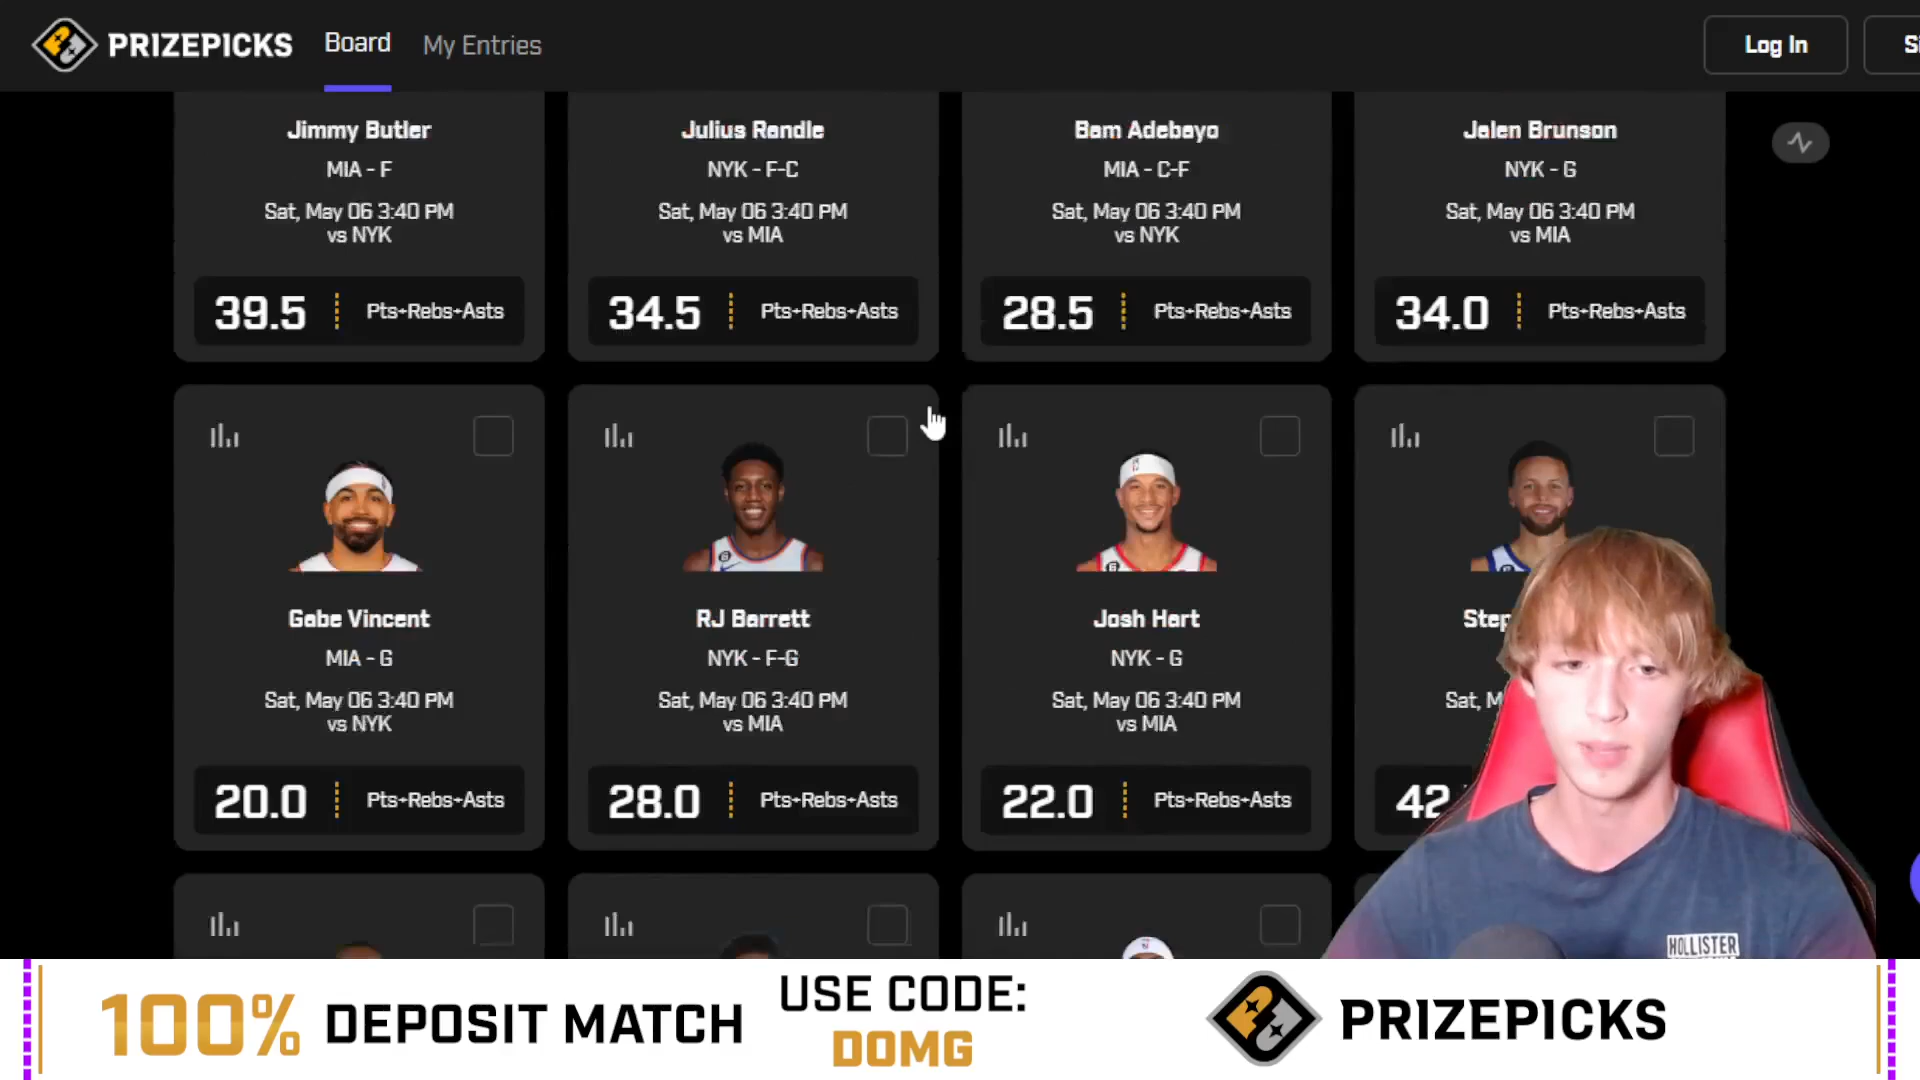 PRIZEPICKS Board My Entries Log In
Jimmy Butler
MIA - F
Sat, May 06 3:40 PM
vs NYK
39.5 Pts+Rebs+Asts
Julius Randle
NYK - F-C
Sat, May 06 3:40 PM
vs MIA
34.5 Pts+Rebs+Asts
Bam Adebayo
MIA - C-F
Sat, May 06 3:40 PM
vs NYK
28.5 Pts+Rebs+Asts
Jalen Brunson
NYK - G
Sat, May 06 3:40 PM
vs MIA
34.0 Pts+Rebs+Asts
Gabe Vincent
MIA - G
Sat, May 06 3:40 PM
vs NYK
20.0 Pts+Rebs+Asts
RJ Barrett
NYK - F-G
Sat, May 06 3:40 PM
vs MIA
28.0 Pts+Rebs+Asts
Josh Hart
NYK - G
Sat, May 06 3:40 PM
vs MIA
22.0 Pts+Rebs+Asts
Step
Sat, M
42
HOLLISTER
100% DEPOSIT MATCH
USE CODE:
DOMG
PRIZEPICKS